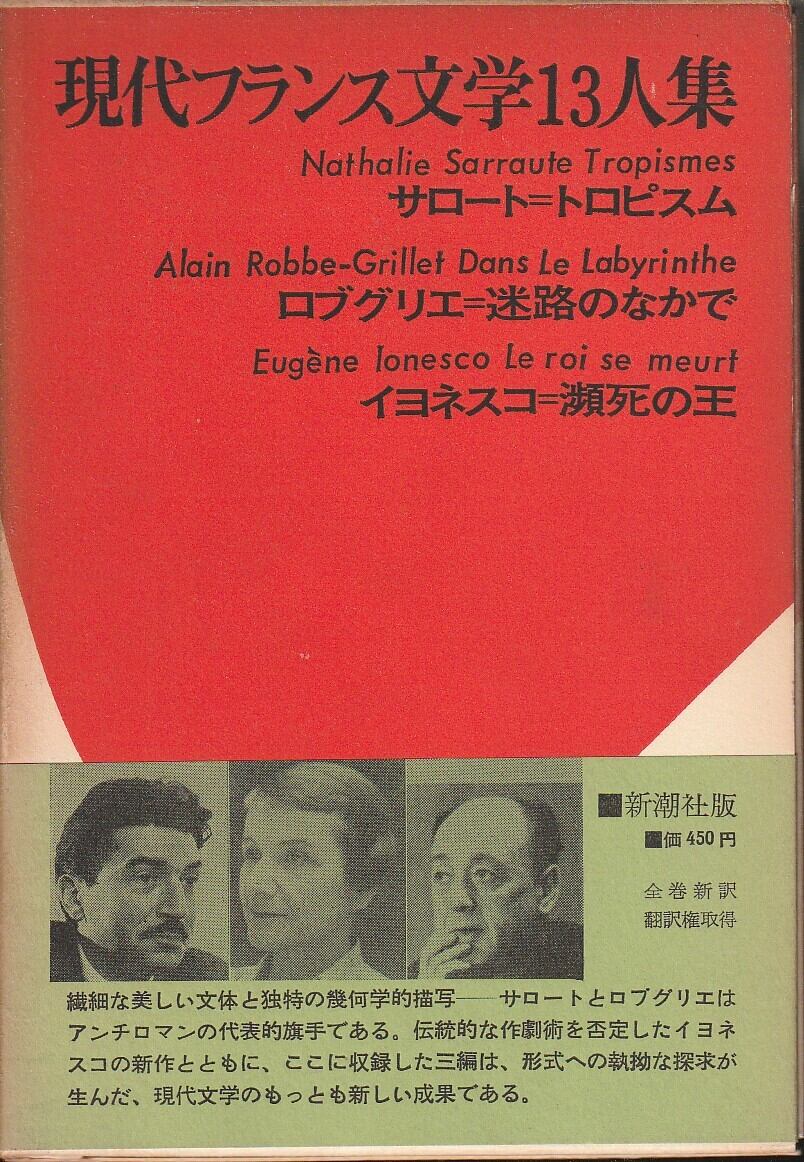 現代フランス文学13人集
Nathalie Sarraute Tropismes
サロート=トロピスム
Alain Robbe-Grillet Dans Le Labyrinthe
ロブグリエ=迷路のなかで
Eugène Ionesco Le roi se meurt
イヨネスコ=瀕死の王
■新潮社版
■価 450 円
全巻新訳
翻訳権取得
繊細な美しい文体と独特の幾何学的描写──サロートとロブグリエは
アンチロマンの代表的旗手である。伝統的な作劇術を否定したイヨネ
スコの新作とともに、ここに収録した三編は、形式への執拗な探求が
生んだ、現代文学のもっとも新しい成果である。